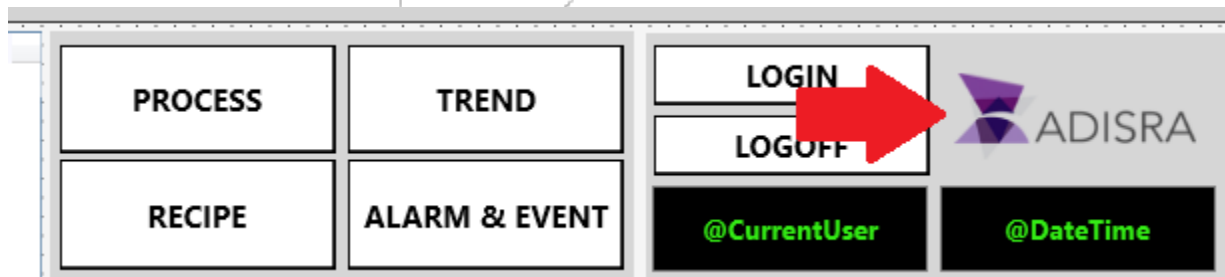 PROCESS
TREND
RECIPE
ALARM & EVENT
LOGIN
LOGOFF
ADISRA
@CurrentUser
@DateTime